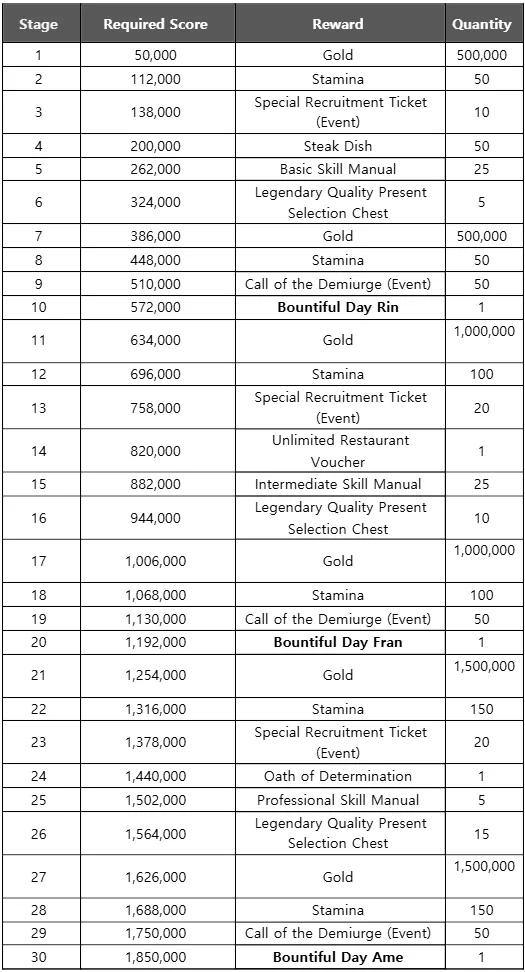 Stage Required Score Reward Quantity
1 50,000 Gold 500,000
2 112,000 Stamina 50
3 138,000 Special Recruitment Ticket
(Event) 10
4 200,000 Steak Dish 50
5 262,000 Basic Skill Manual 25
6 324,000 Legendary Quality Present
Selection Chest 5
7 386,000 Gold 500,000
8 448,000 Stamina 50
9 510,000 Call of the Demiurge (Event) 50
10 572,000 Bountiful Day Rin 1
11 634,000 Gold 1,000,000
12 696,000 Stamina 100
13 758,000 Special Recruitment Ticket
(Event) 20
14 820,000 Unlimited Restaurant
Voucher 1
15 882,000 Intermediate Skill Manual 25
16 944,000 Legendary Quality Present
Selection Chest 10
17 1,006,000 Gold 1,000,000
18 1,068,000 Stamina 100
19 1,130,000 Call of the Demiurge (Event) 50
20 1,192,000 Bountiful Day Fran 1
21 1,254,000 Gold 1,500,000
22 1,316,000 Stamina 150
23 1,378,000 Special Recruitment Ticket
(Event) 20
24 1,440,000 Oath of Determination 1
25 1,502,000 Professional Skill Manual 5
26 1,564,000 Legendary Quality Present
Selection Chest 15
27 1,626,000 Gold 1,500,000
28 1,688,000 Stamina 150
29 1,750,000 Call of the Demiurge (Event) 50
30 1,850,000 Bountiful Day Ame 1